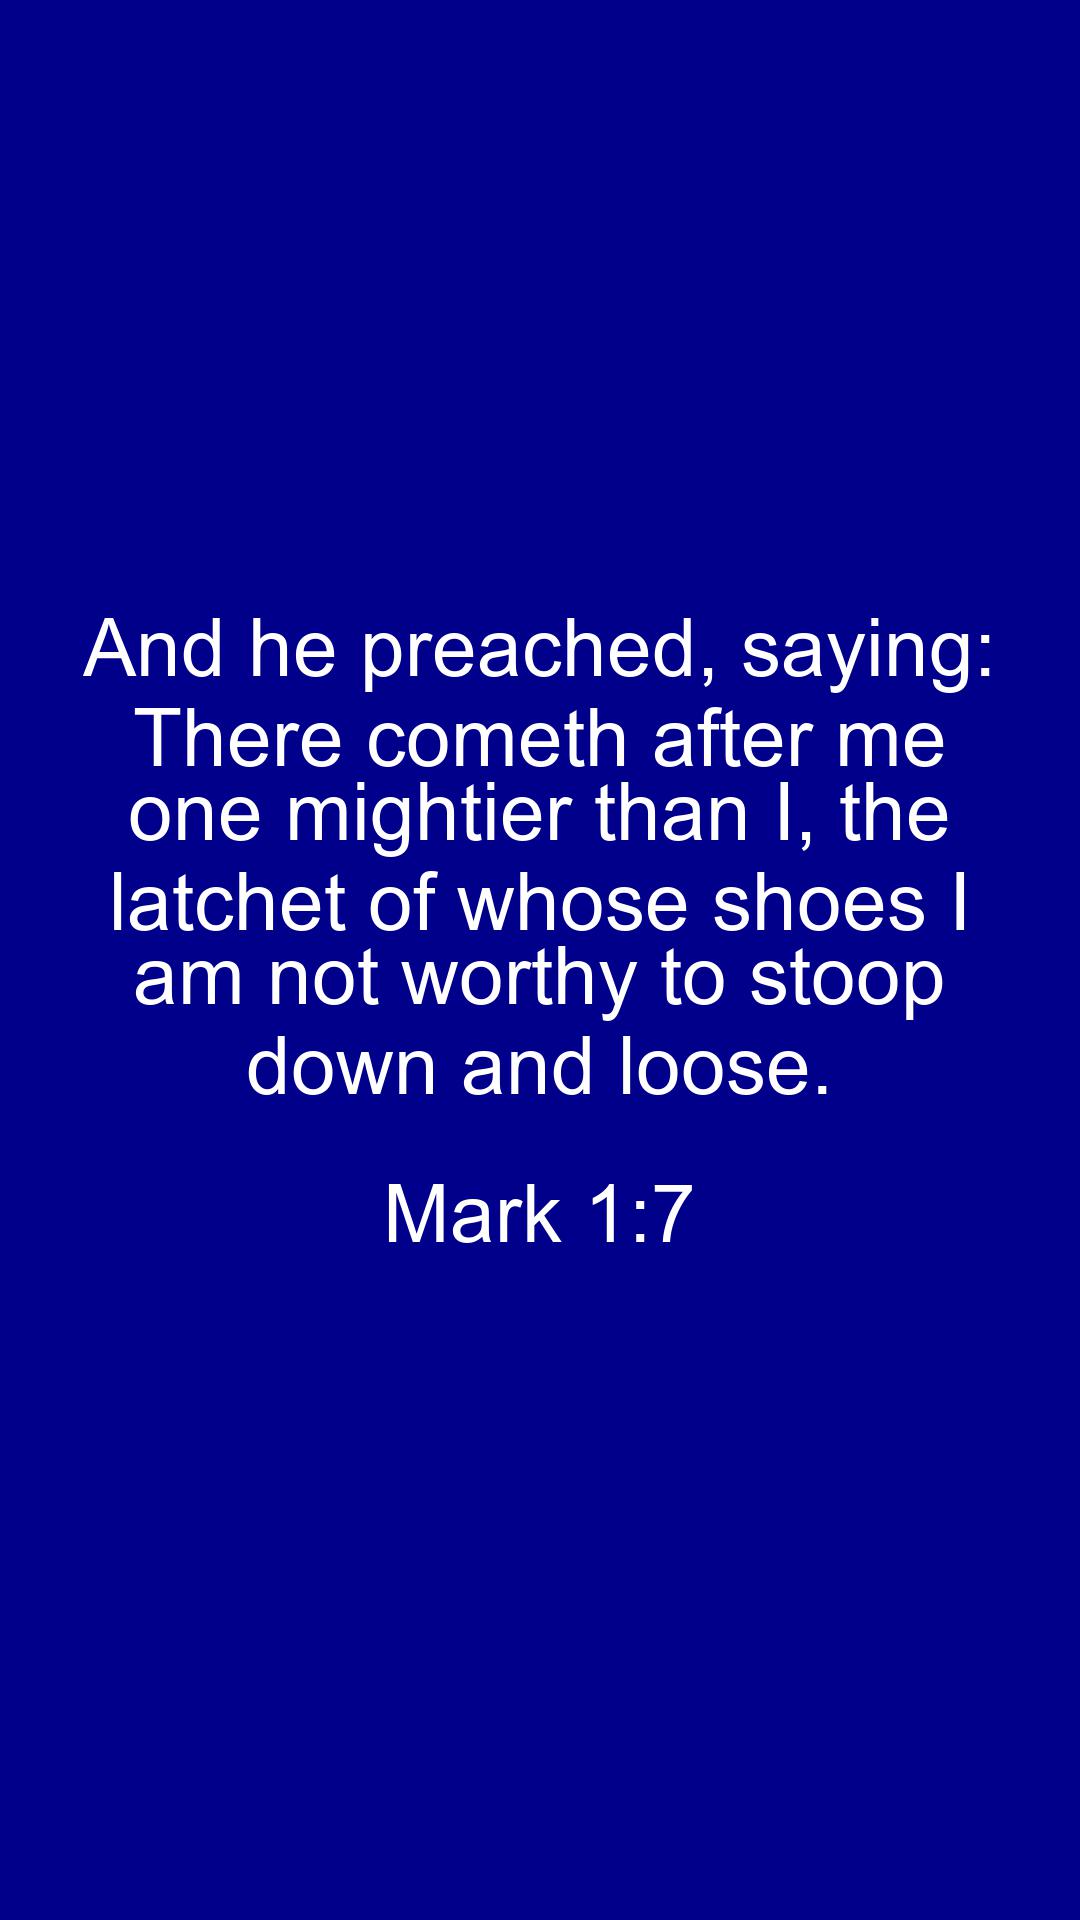 And he preached, saying:
There cometh after me
one mightier than I, the
latchet of whose shoes I
am not worthy to stoop
down and loose.
Mark 1:7